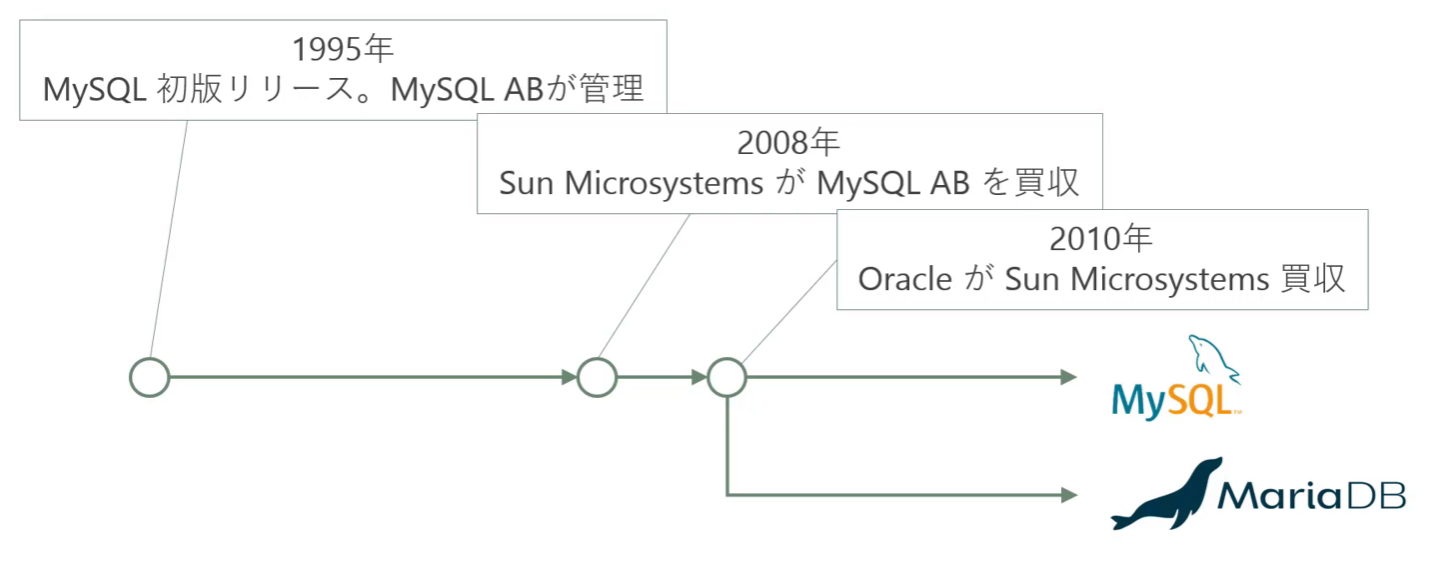 1995年
MySQL 初版リリース。MySQL ABが管理
2008年
Sun Microsystems が MySQL AB を買収
2010年
Oracle が Sun Microsystems 買収
MySQL™
MariaDB